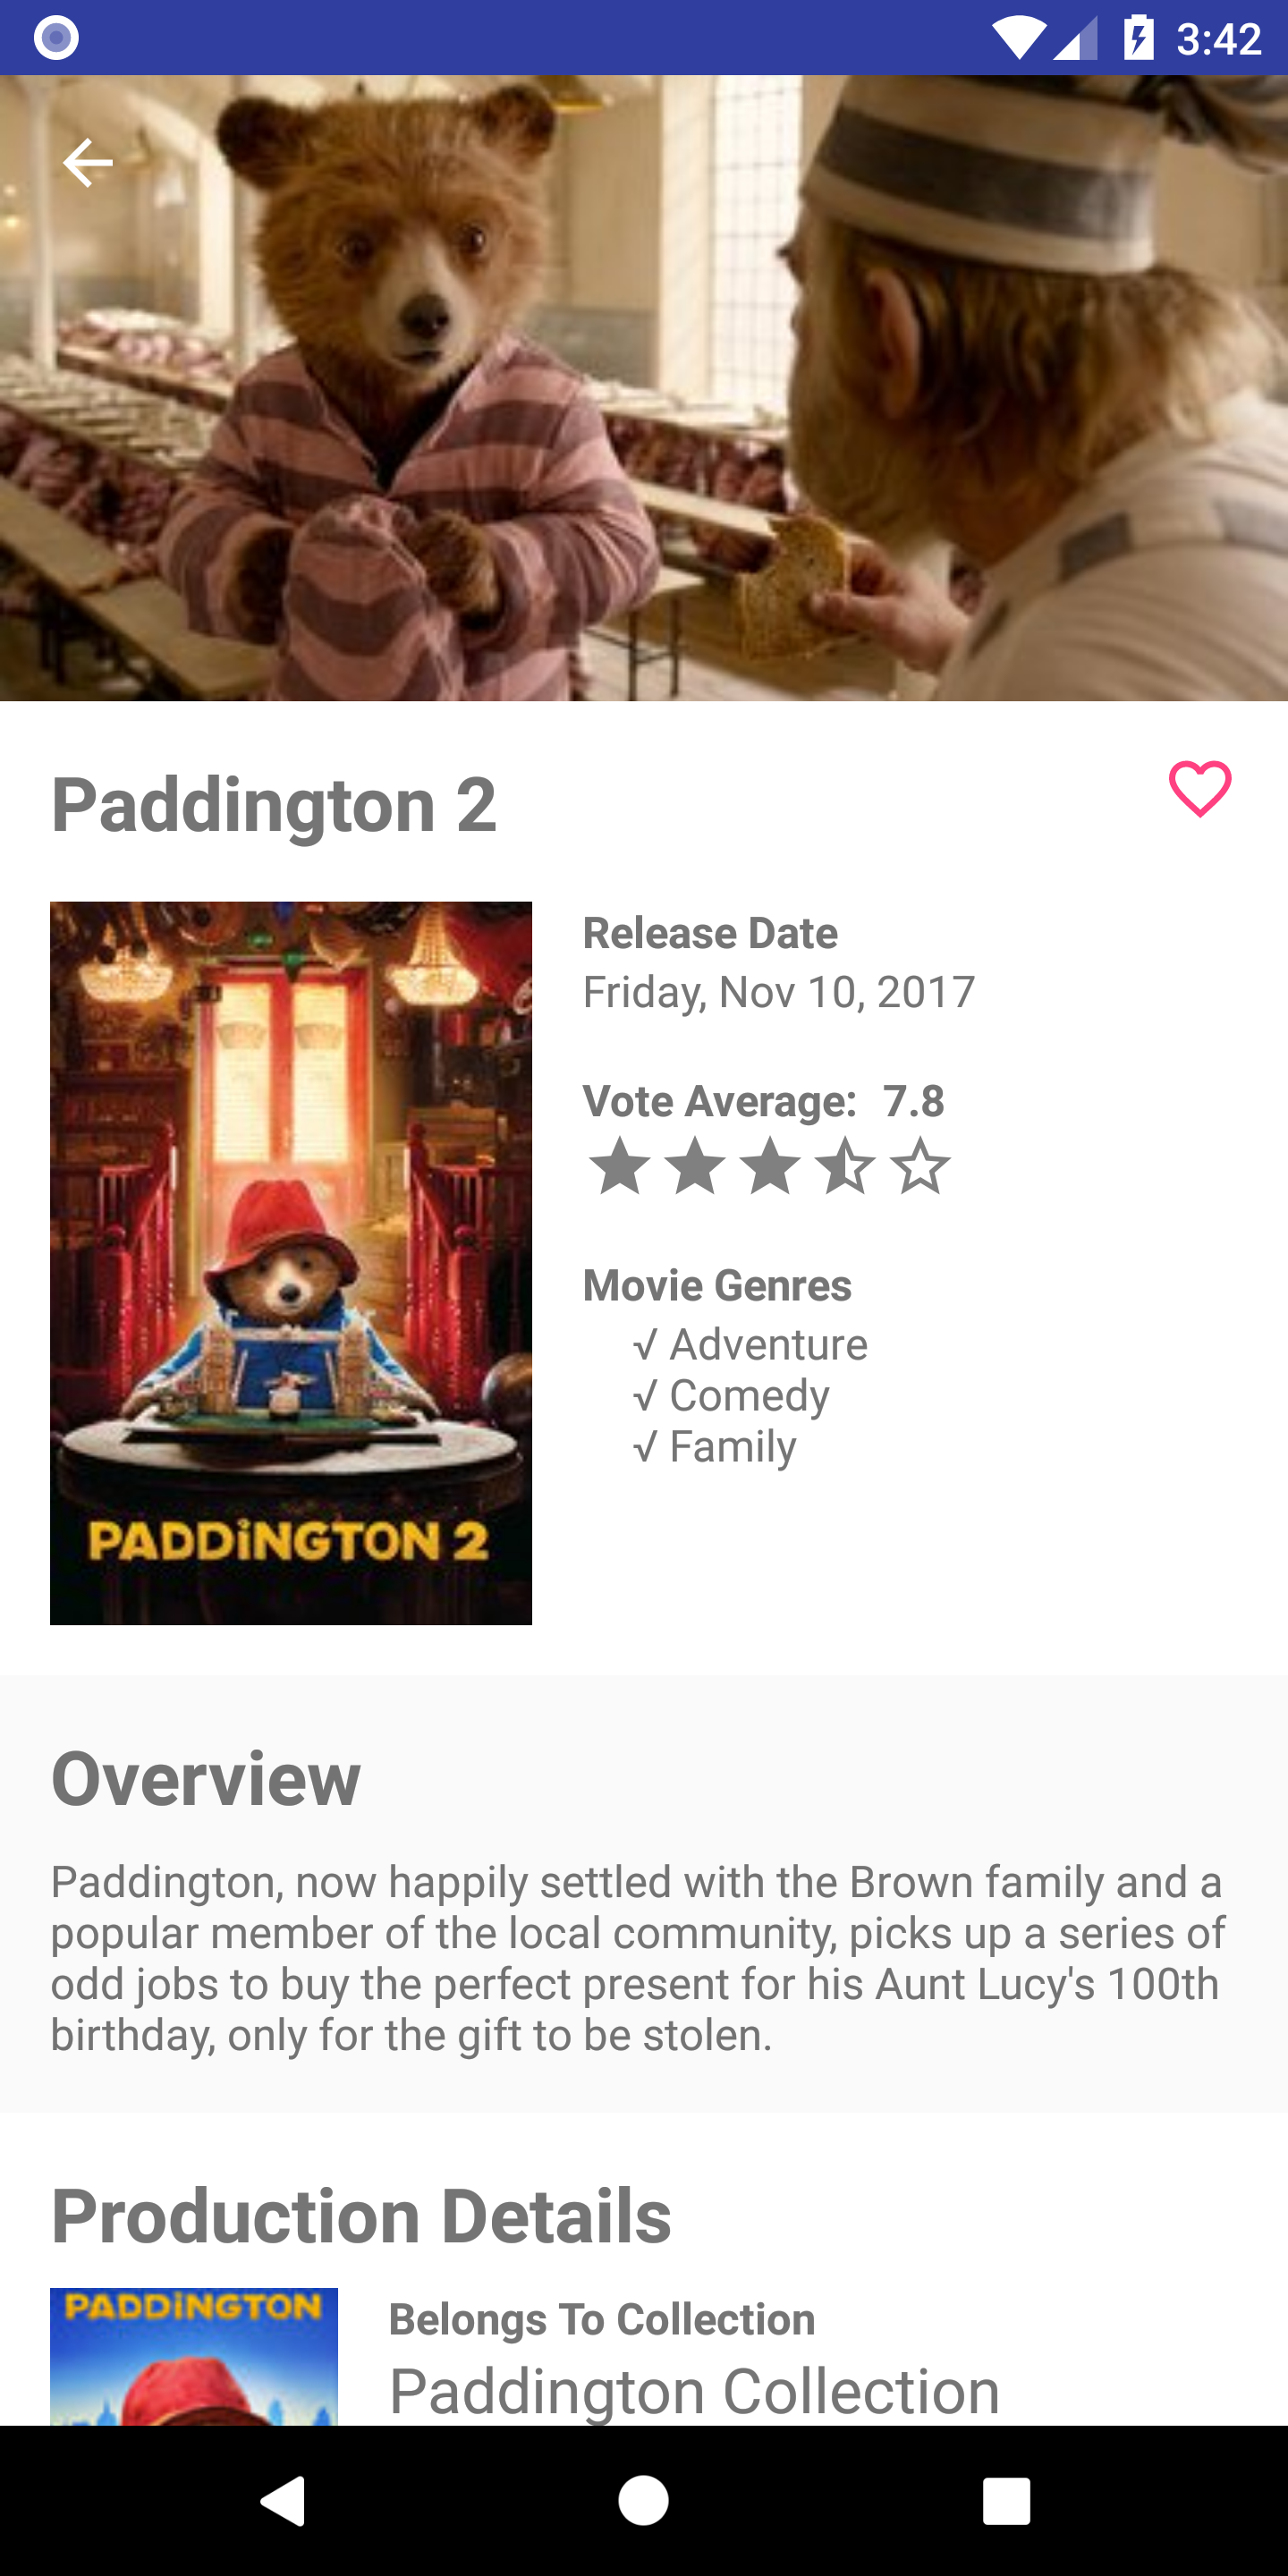 3:42
Paddington 2
Release Date
Friday, Nov 10, 2017
Vote Average: 7.8
Movie Genres
√ Adventure
√ Comedy
√ Family
PADDiNGTON 2
Overview
Paddington, now happily settled with the Brown family and a
popular member of the local community, picks up a series of
odd jobs to buy the perfect present for his Aunt Lucy's 100th
birthday, only for the gift to be stolen.
Production Details
PADDiNGTON
Belongs To Collection
Paddington Collection